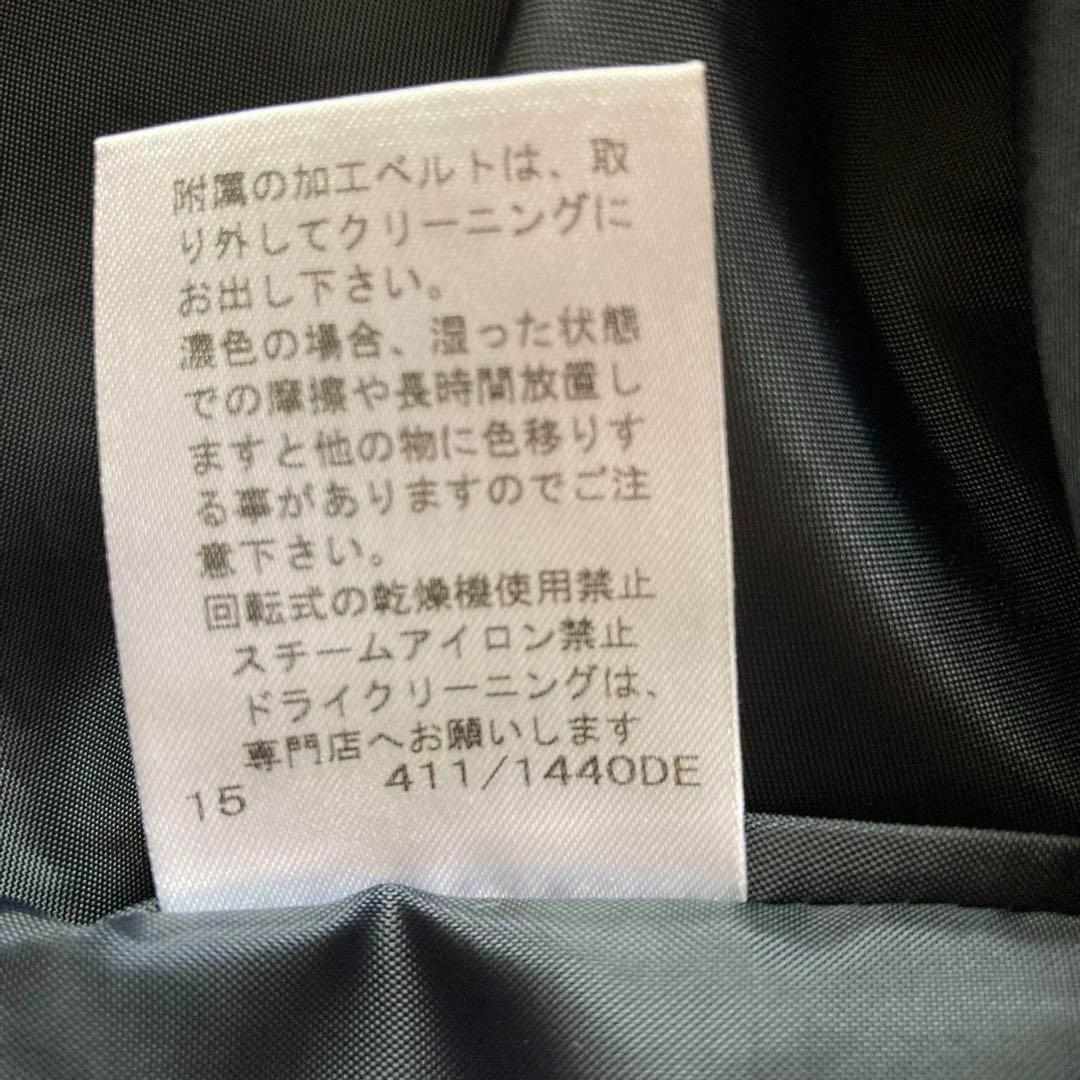 附属の加工ベルトは、取
り外してクリーニングに
お出し下さい。
濃色の場合、湿った状態
での摩擦や長時間放置し
ますと他の物に色移りす
る事がありますのでご注
意下さい。
回転式の乾燥機使用禁止
スチームアイロン禁止
ドライクリーニングは、
専門店へお願いします
411/1440DE
15